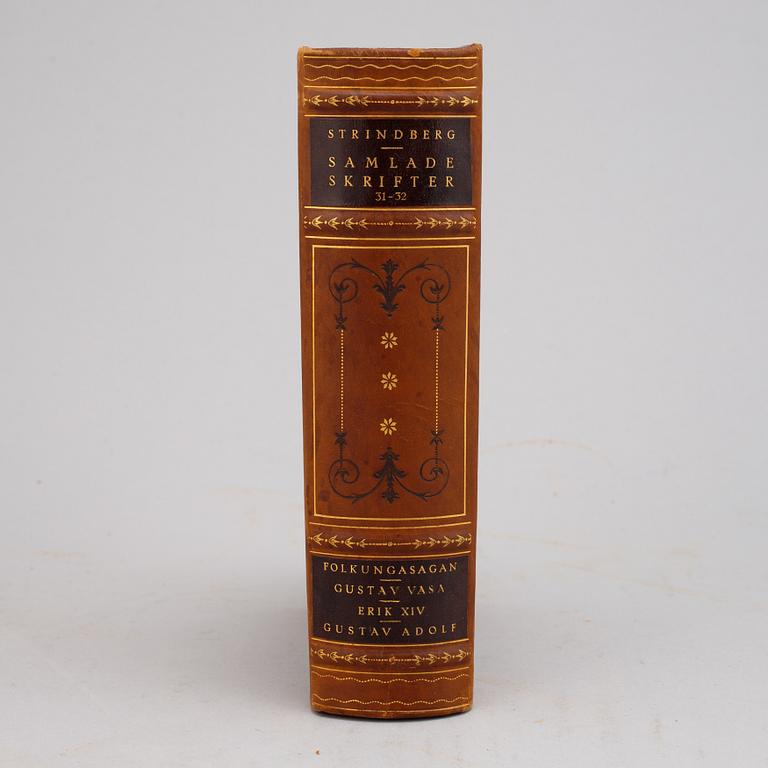 STRINDBERG
SAMLADE
SKRIFTER
31-32
FOLKUNGASAGAN
GUSTAV VASA
ERIK XIV
GUSTAV ADOLF